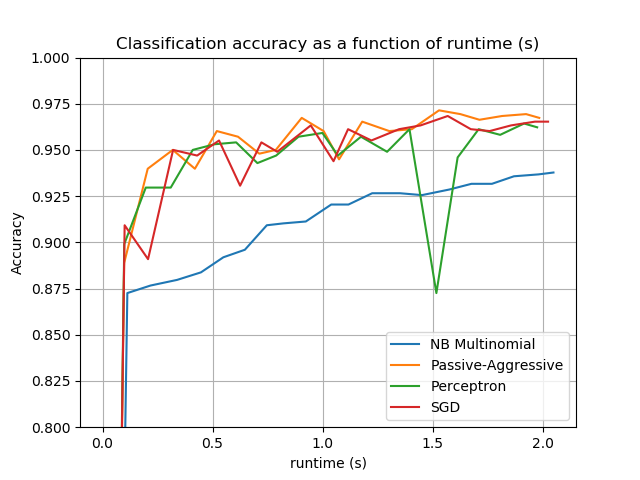 Classification accuracy as a function of runtime (s)
1.000
0.975
0.950
0.925
0.900
0.875
0.850
0.825
0.800
Accuracy
0.0 0.5 1.0 1.5 2.0
runtime (s)
NB Multinomial
Passive-Aggressive
Perceptron
SGD